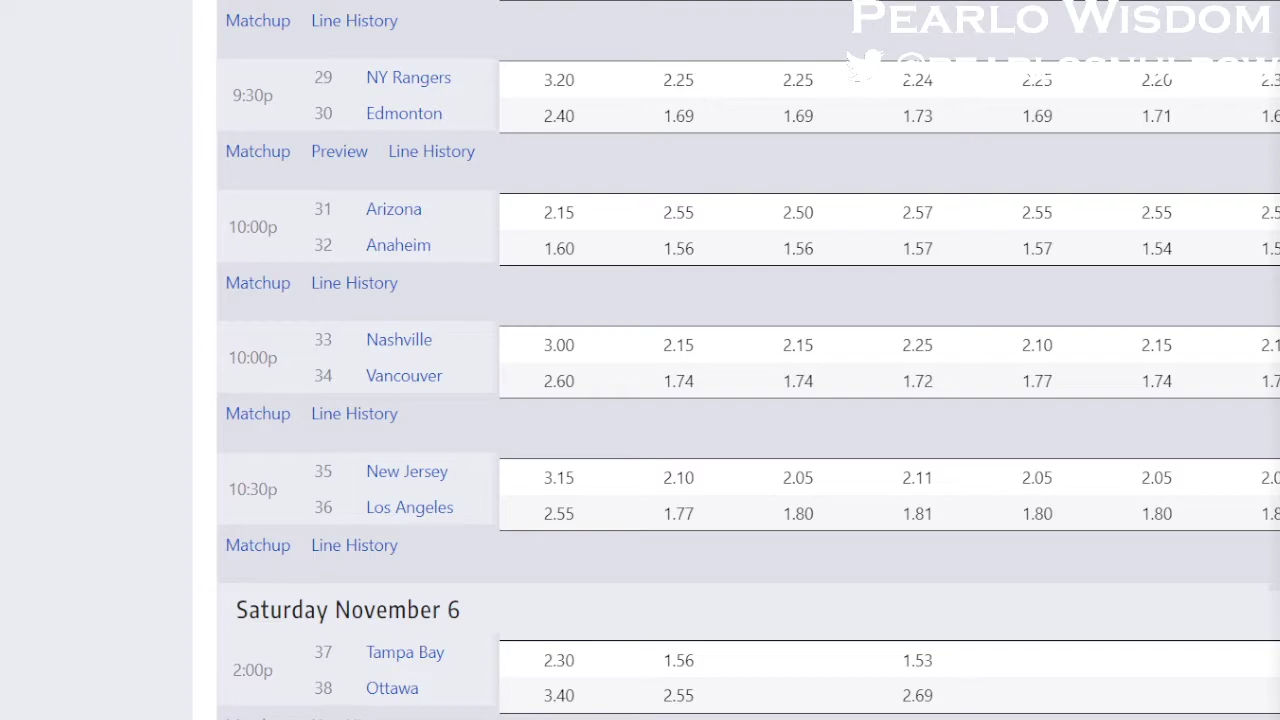 Matchup Line History
PEARLO WISDOM
29 NY Rangers 3.20 2.25 2.25 2.24 2.25 2.20
9:30p
30 Edmonton 2.40 1.69 1.69 1.73 1.69 1.71
Matchup Preview Line History
31 Arizona 2.15 2.55 2.50 2.57 2.55 2.55
10:00p
32 Anaheim 1.60 1.56 1.56 1.57 1.57 1.54
Matchup Line History
33 Nashville 3.00 2.15 2.15 2.25 2.10 2.15
10:00p
34 Vancouver 2.60 1.74 1.74 1.72 1.77 1.74
Matchup Line History
35 New Jersey 3.15 2.10 2.05 2.11 2.05 2.05
10:30p
36 Los Angeles 2.55 1.77 1.80 1.81 1.80 1.80
Matchup Line History
Saturday November 6
37 Tampa Bay 2.30 1.56 1.53
2:00p
38 Ottawa 3.40 2.55 2.69